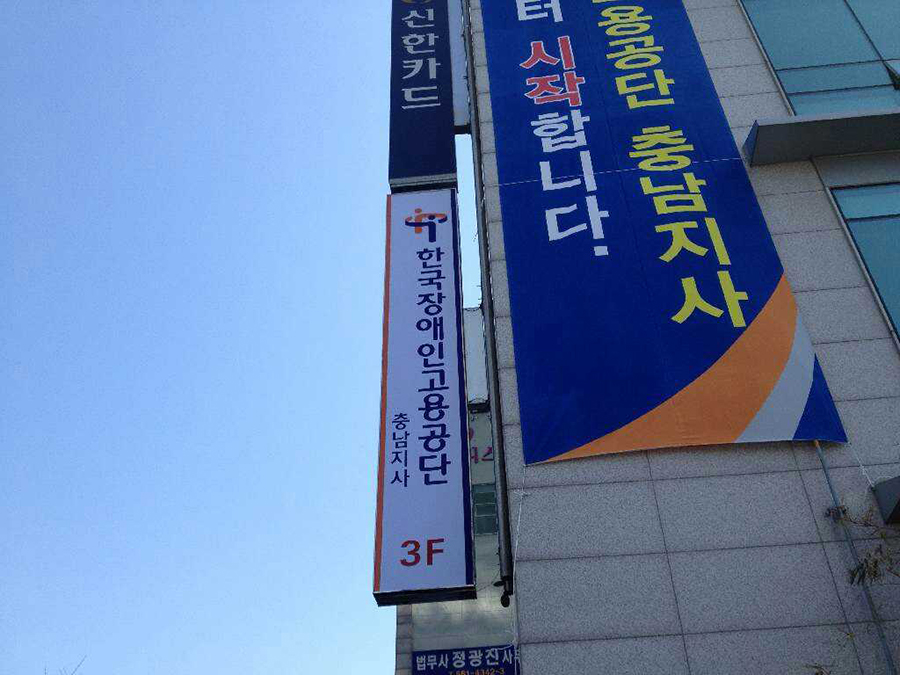 신한카드
한국장애인고용공단
충남지사
3F
용공단 충남지사
터 시작합니다.
법무사 정광진